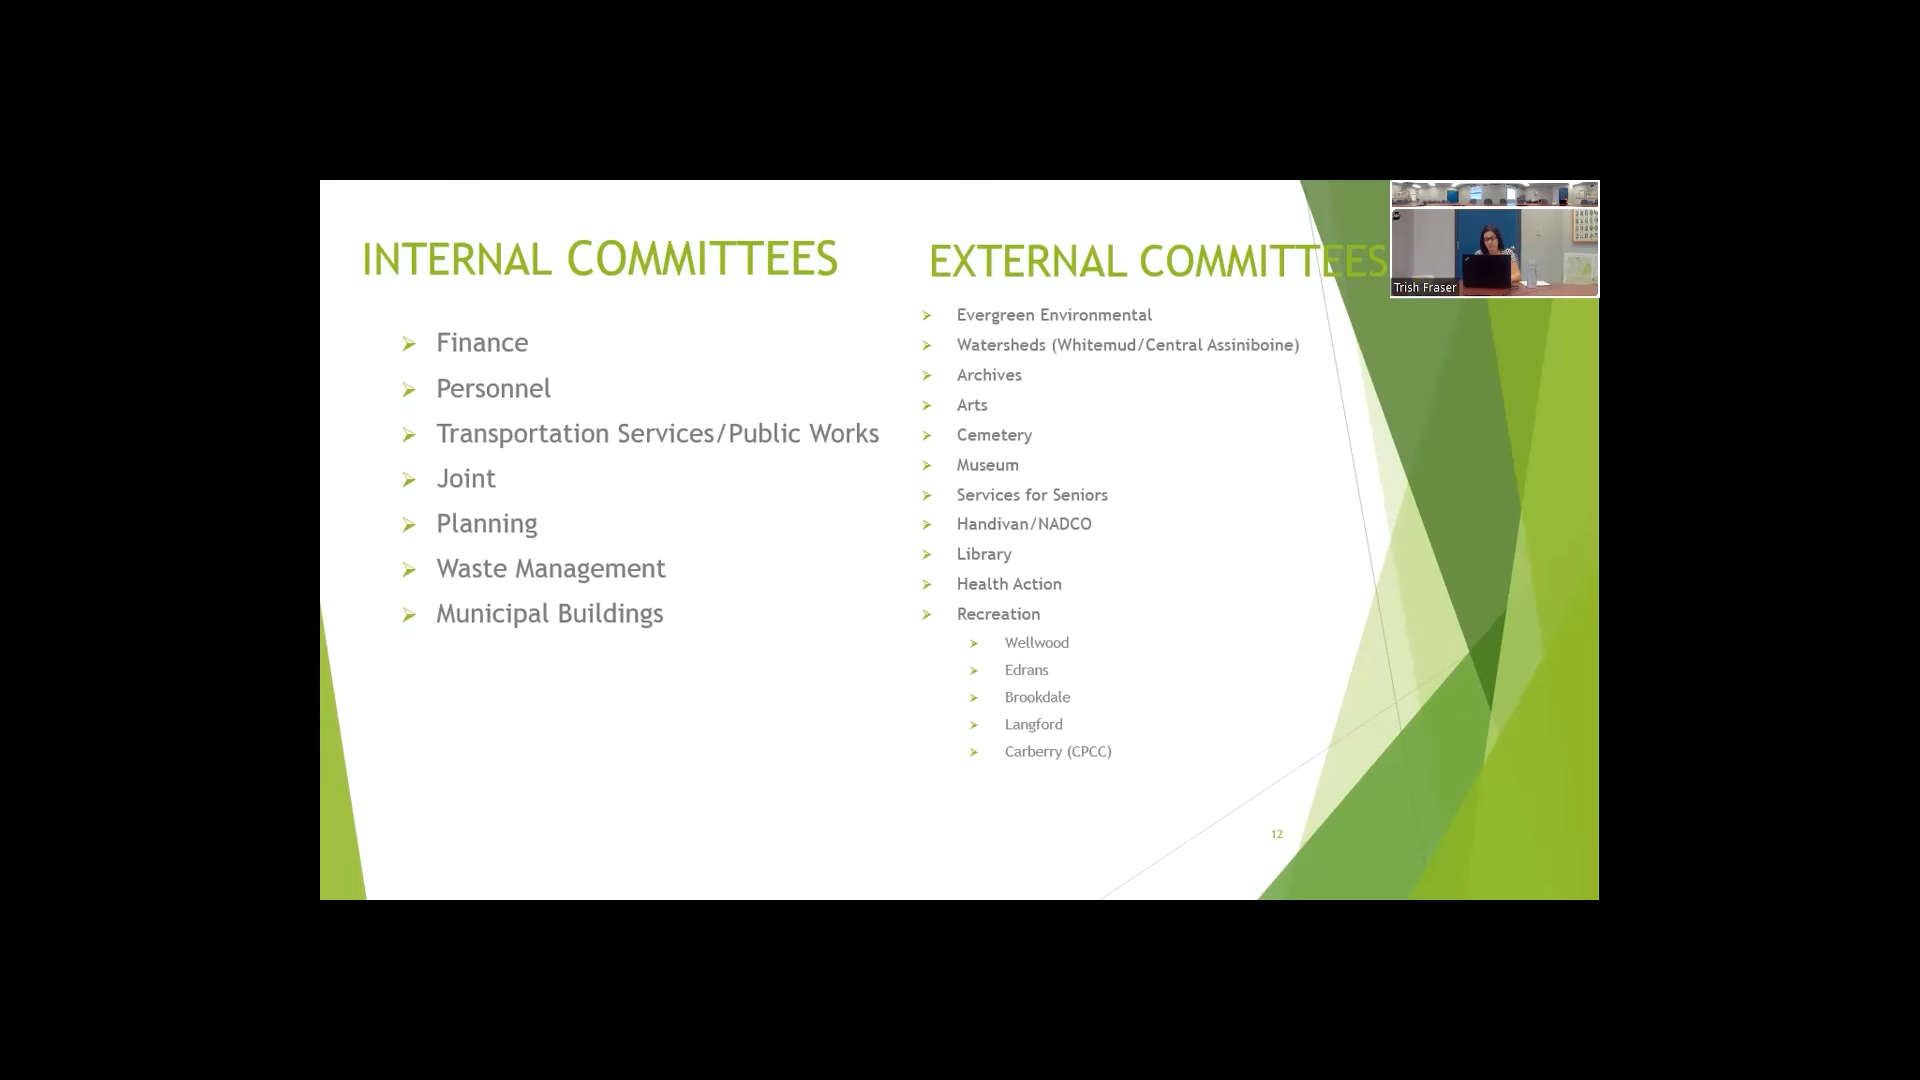 INTERNAL COMMITTEES
Finance
Personnel
Transportation Services/Public Works
Joint
Planning
Waste Management
Municipal Buildings
EXTERNAL COMMITTEES
Evergreen Environmental
Watersheds (Whitemud/Central Assiniboine)
Archives
Arts
Cemetery
Museum
Services for Seniors
Handivan/NADCO
Library
Health Action
Recreation
Wellwood
Edrans
Brookdale
Langford
Carberry (CPCC)
12
Trish Fraser